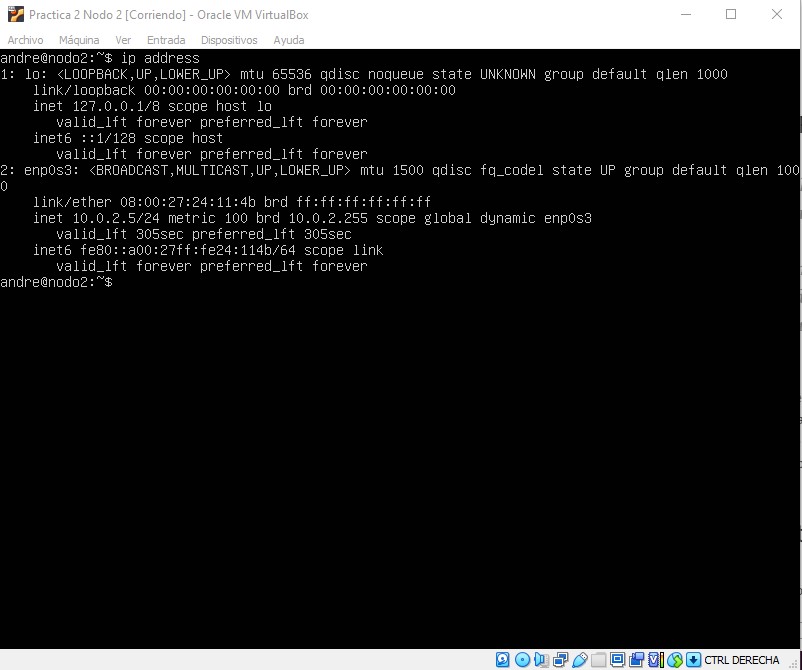 Practica 2 Nodo 2 [Corriendo] - Oracle VM VirtualBox
Archivo Máquina Ver Entrada Dispositivos Ayuda
andre@nodo2:~$ ip address
1: lo: <LOOPBACK,UP,LOWER_UP> mtu 65536 qdisc noqueue state UNKNOWN group default qlen 1000
    link/loopback 00:00:00:00:00:00 brd 00:00:00:00:00:00
    inet 127.0.0.1/8 scope host lo
       valid_lft forever preferred_lft forever
    inet6 ::1/128 scope host
       valid_lft forever preferred_lft forever
2: enp0s3: <BROADCAST,MULTICAST,UP,LOWER_UP> mtu 1500 qdisc fq_codel state UP group default qlen 100
0
    link/ether 08:00:27:24:11:4b brd ff:ff:ff:ff:ff:ff
    inet 10.0.2.5/24 metric 100 brd 10.0.2.255 scope global dynamic enp0s3
       valid_lft 305sec preferred_lft 305sec
    inet6 fe80::a00:27ff:fe24:114b/64 scope link
       valid_lft forever preferred_lft forever
andre@nodo2:~$
CTRL DERECHA